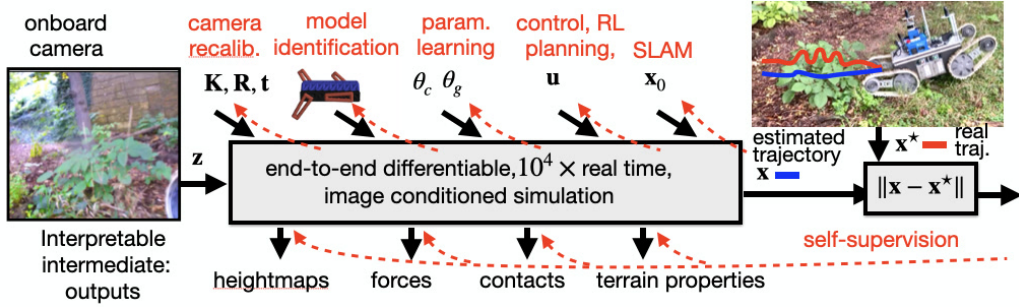 onboard
camera
camera
recalib.
K, R, t
model
identification
param.
learning
θc θg
control, RL
planning,
u
SLAM
x0
z
end-to-end differentiable, 10^4 × real time,
image conditioned simulation
estimated
trajectory
x
x⋆
real
traj.
‖x − x⋆‖
self-supervision
Interpretable
intermediate:
outputs
heightmaps
forces
contacts
terrain properties